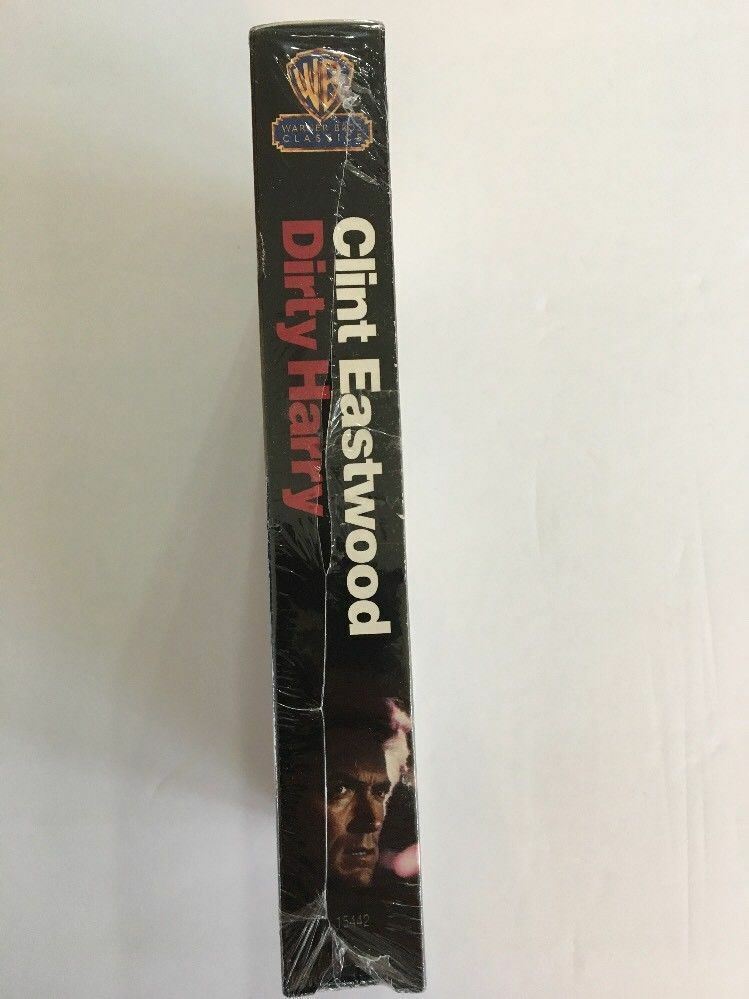 WB
WARNER BROS.
CLASSICS
Clint Eastwood
Dirty Harry
15442